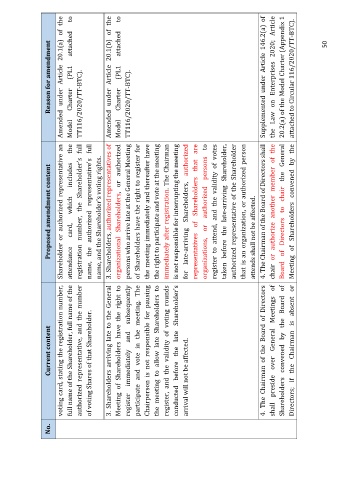 No.
Current content
Proposed amendment content
Reason for amendment
voting card, stating the registration number,
full name of the Shareholder, full name of the
authorized representative, and the number
of voting Shares of that Shareholder.
Shareholder or authorized representative an
attendance card, which includes the
registration number, the Shareholder's full
name, the authorized representative's full
name, and the Shareholder's voting rights.
Amended under Article 20.1(a) of the
Model Charter (PL1 attached to
TT116/2020/TT-BTC).
3. Shareholders arriving late to the General
Meeting of Shareholders have the right to
register immediately and subsequently
participate and vote in the meeting. The
Chairperson is not responsible for pausing
the meeting to allow late Shareholders to
register, and the validity of voting rounds
conducted before the late Shareholder's
arrival will not be affected.
3. Shareholders, authorized representatives of
organizational Shareholders, or authorized
persons who arrive late at the General Meeting
of Shareholders have the right to register for
the meeting immediately and thereafter have
the right to participate and vote at the meeting
immediately after registration. The Chairman
is not responsible for interrupting the meeting
for late-arriving Shareholders, authorized
representatives of Shareholders that are
organizations, or authorized persons to
register to attend, and the validity of votes
taken before the late-arriving Shareholder,
authorized representative of the Shareholder
that is an organization, or authorized person
attends shall not be affected.
Amended under Article 20.1(b) of the
Model Charter (PL1 attached to
TT116/2020/TT-BTC).
4. The Chairman of the Board of Directors
shall preside over General Meetings of
Shareholders convened by the Board of
Directors; if the Chairman is absent or
4. The Chairman of the Board of Directors shall
chair or authorize another member of the
Board of Directors to chair the General
Meeting of Shareholders convened by the
Supplemented under Article 146.2(a) of
the Law on Enterprises 2020; Article
20.2(a) of the Model Charter (Appendix 1
attached to Circular 116/2020/TT-BTC).
50